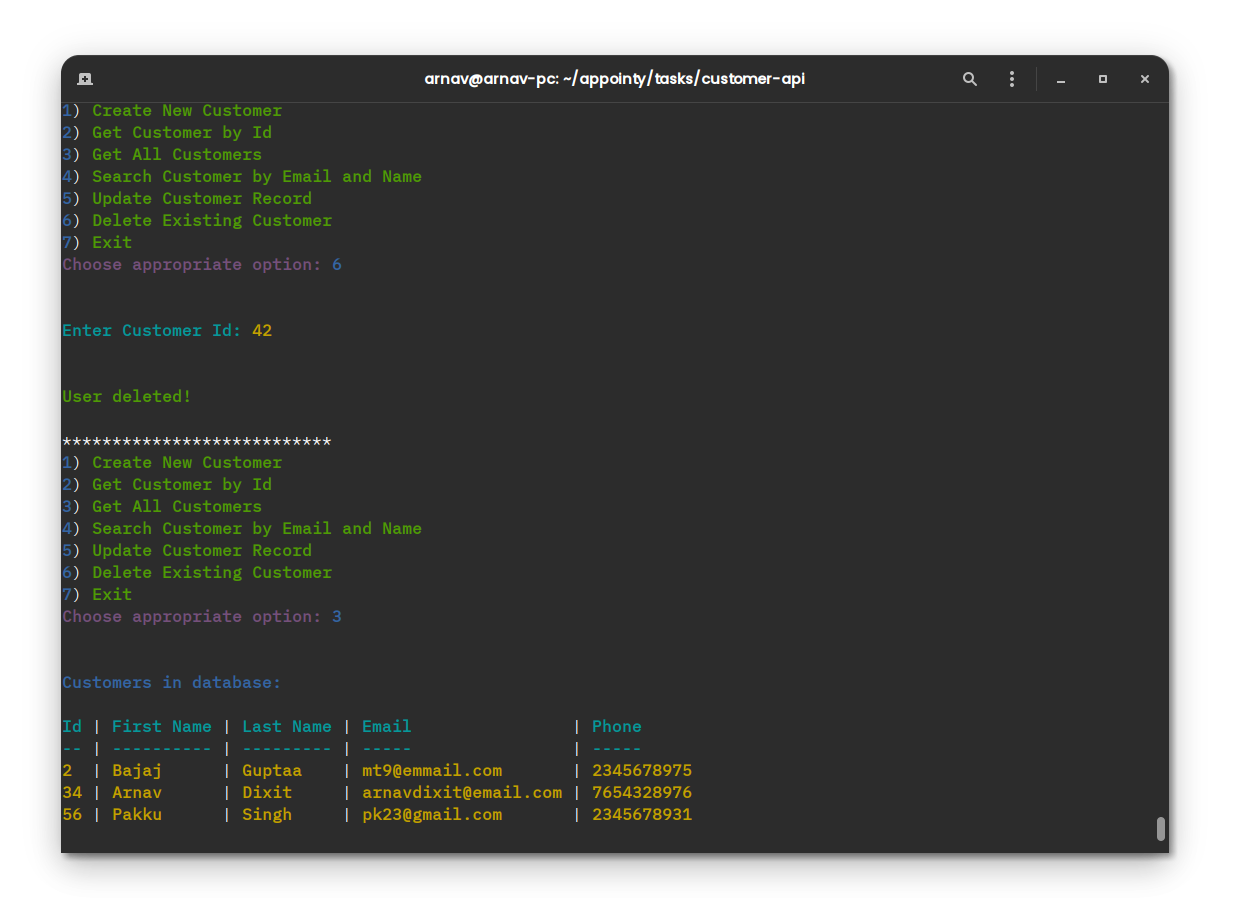 arnav@arnav-pc: ~/appointy/tasks/customer-api
1) Create New Customer
2) Get Customer by Id
3) Get All Customers
4) Search Customer by Email and Name
5) Update Customer Record
6) Delete Existing Customer
7) Exit
Choose appropriate option: 6
Enter Customer Id: 42
User deleted!
***************************
1) Create New Customer
2) Get Customer by Id
3) Get All Customers
4) Search Customer by Email and Name
5) Update Customer Record
6) Delete Existing Customer
7) Exit
Choose appropriate option: 3
Customers in database:
Id | First Name | Last Name | Email                | Phone
-- | ---------- | --------- | -----                | -----
2  | Bajaj      | Guptaa    | mt9@emmail.com       | 2345678975
34 | Arnav      | Dixit     | arnavdixit@email.com | 7654328976
56 | Pakku      | Singh     | pk23@gmail.com       | 2345678931